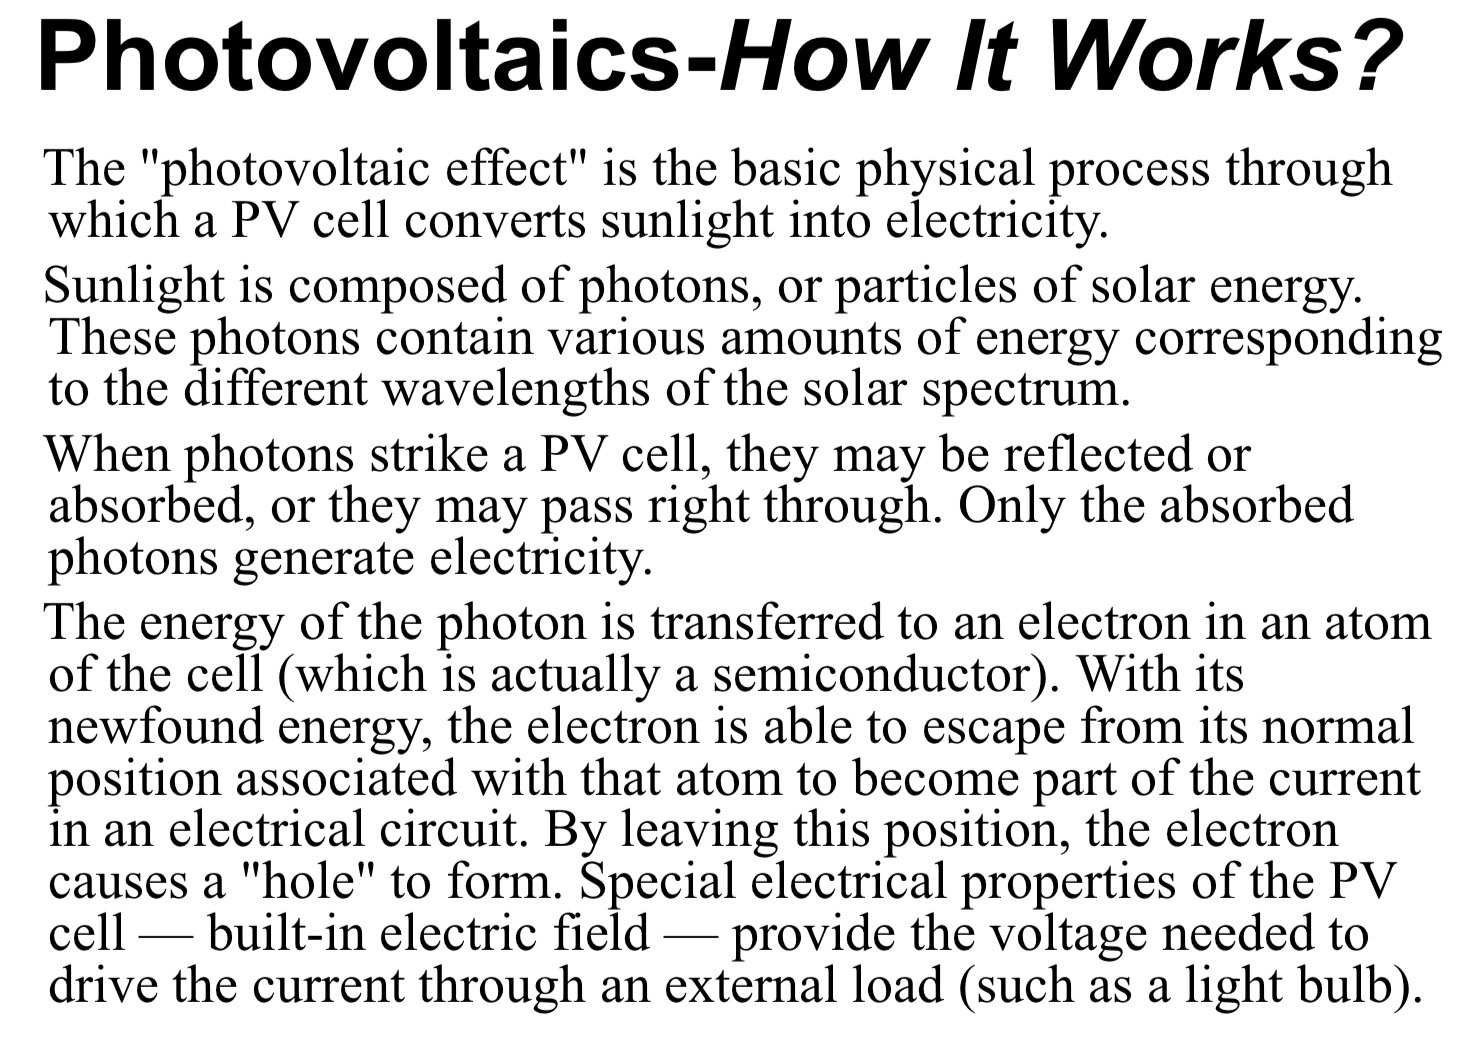 Photovoltaics-How It Works?
The "photovoltaic effect" is the basic physical process through
which a PV cell converts sunlight into electricity.
Sunlight is composed of photons, or particles of solar energy.
These photons contain various amounts of energy corresponding
to the different wavelengths of the solar spectrum.
When photons strike a PV cell, they may be reflected or
absorbed, or they may pass right through. Only the absorbed
photons generate electricity.
The energy of the photon is transferred to an electron in an atom
of the cell (which is actually a semiconductor). With its
newfound energy, the electron is able to escape from its normal
position associated with that atom to become part of the current
in an electrical circuit. By leaving this position, the electron
causes a "hole" to form. Special electrical properties of the PV
cell — built-in electric field — provide the voltage needed to
drive the current through an external load (such as a light bulb).